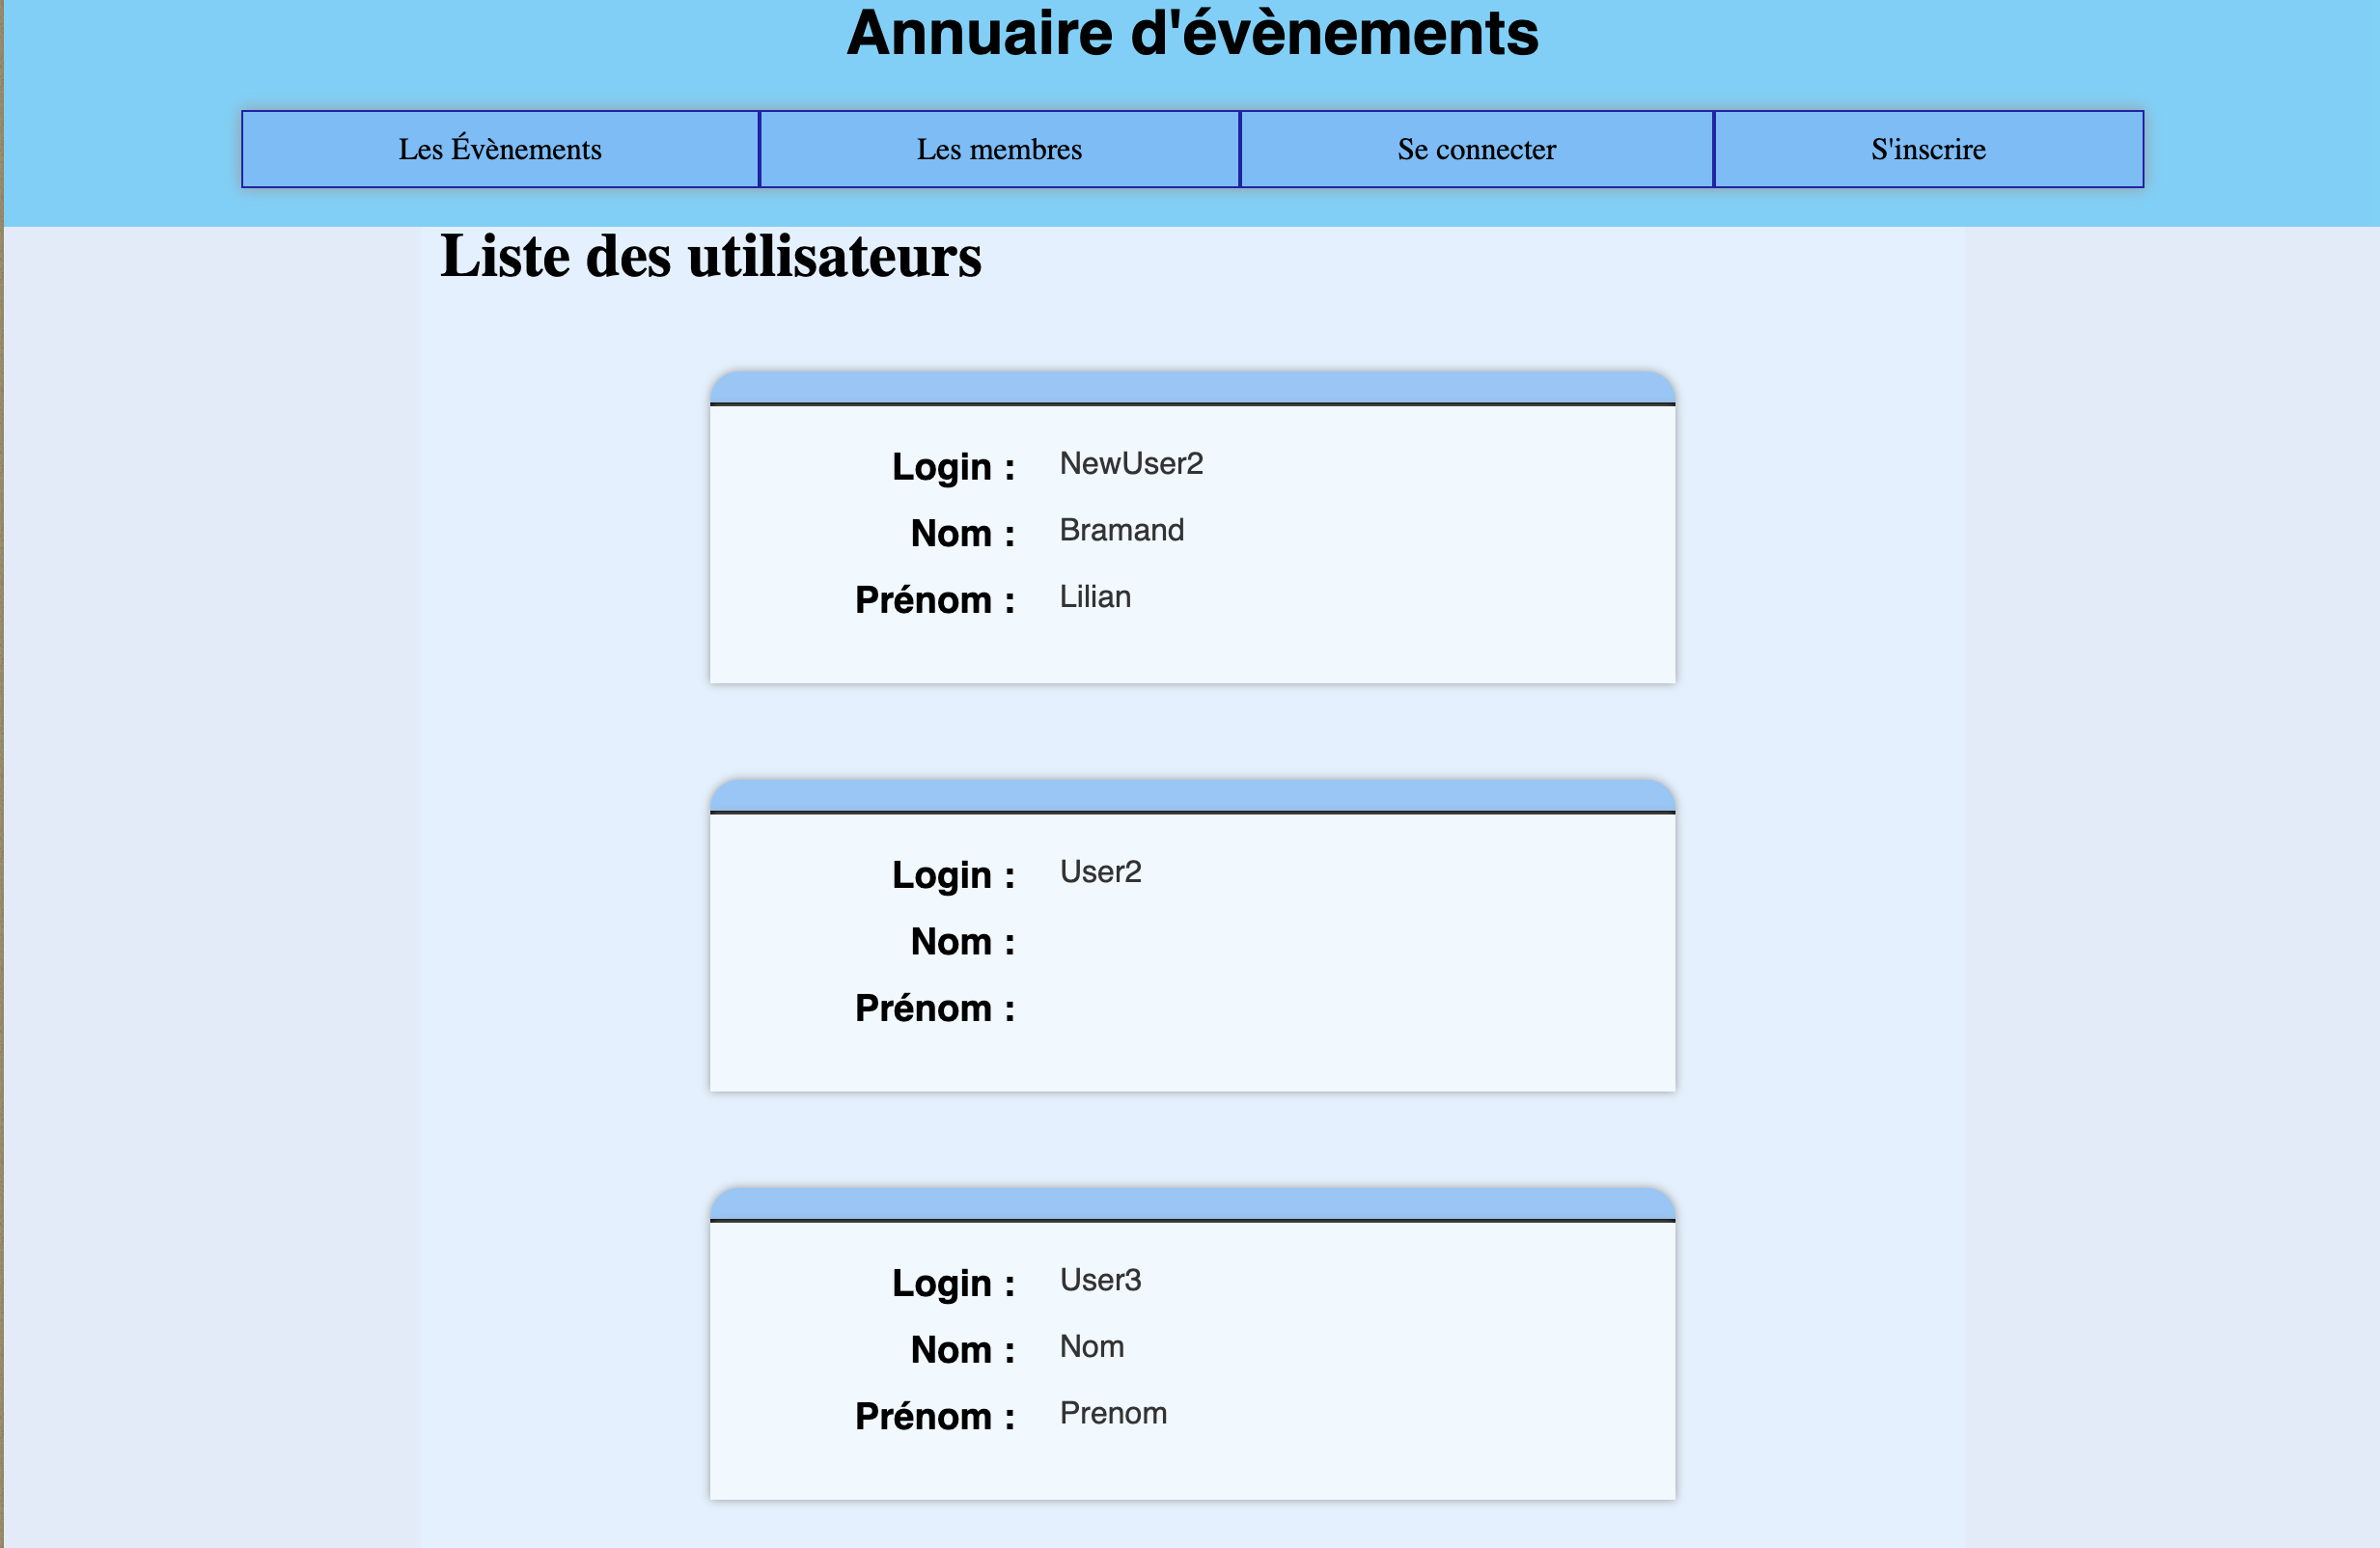 Annuaire d'évènements
Les Évènements Les membres Se connecter S'inscrire
Liste des utilisateurs
Login : NewUser2
Nom : Bramand
Prénom : Lilian
Login : User2
Nom :
Prénom :
Login : User3
Nom : Nom
Prénom : Prenom